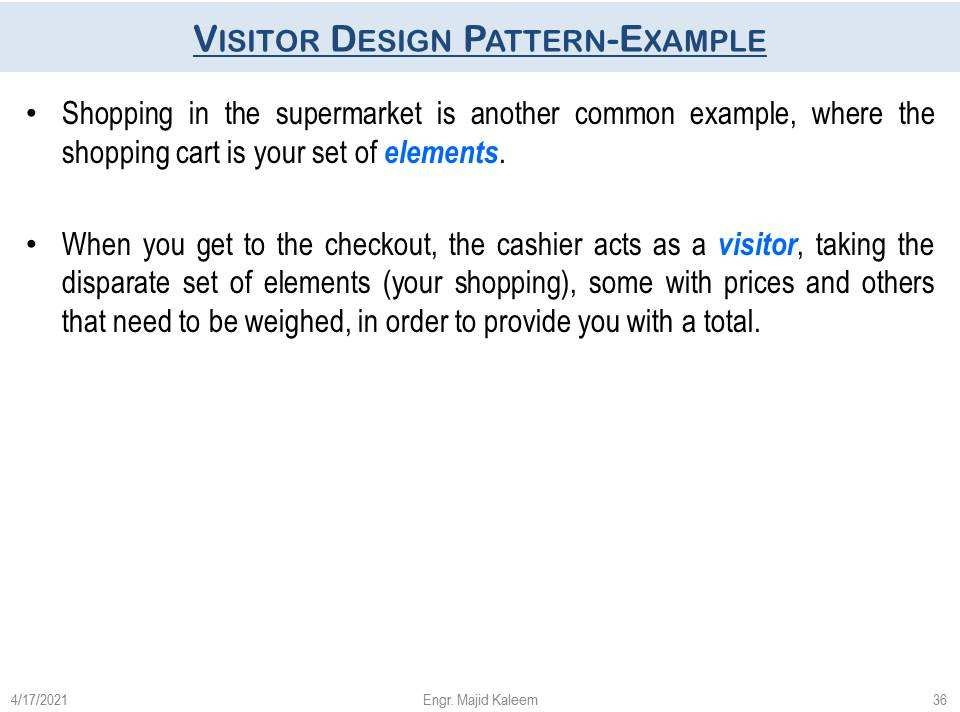 VISITOR DESIGN PATTERN-EXAMPLE
• Shopping in the supermarket is another common example, where the
shopping cart is your set of elements.
• When you get to the checkout, the cashier acts as a visitor, taking the
disparate set of elements (your shopping), some with prices and others
that need to be weighed, in order to provide you with a total.
4/17/2021 Engr. Majid Kaleem 36